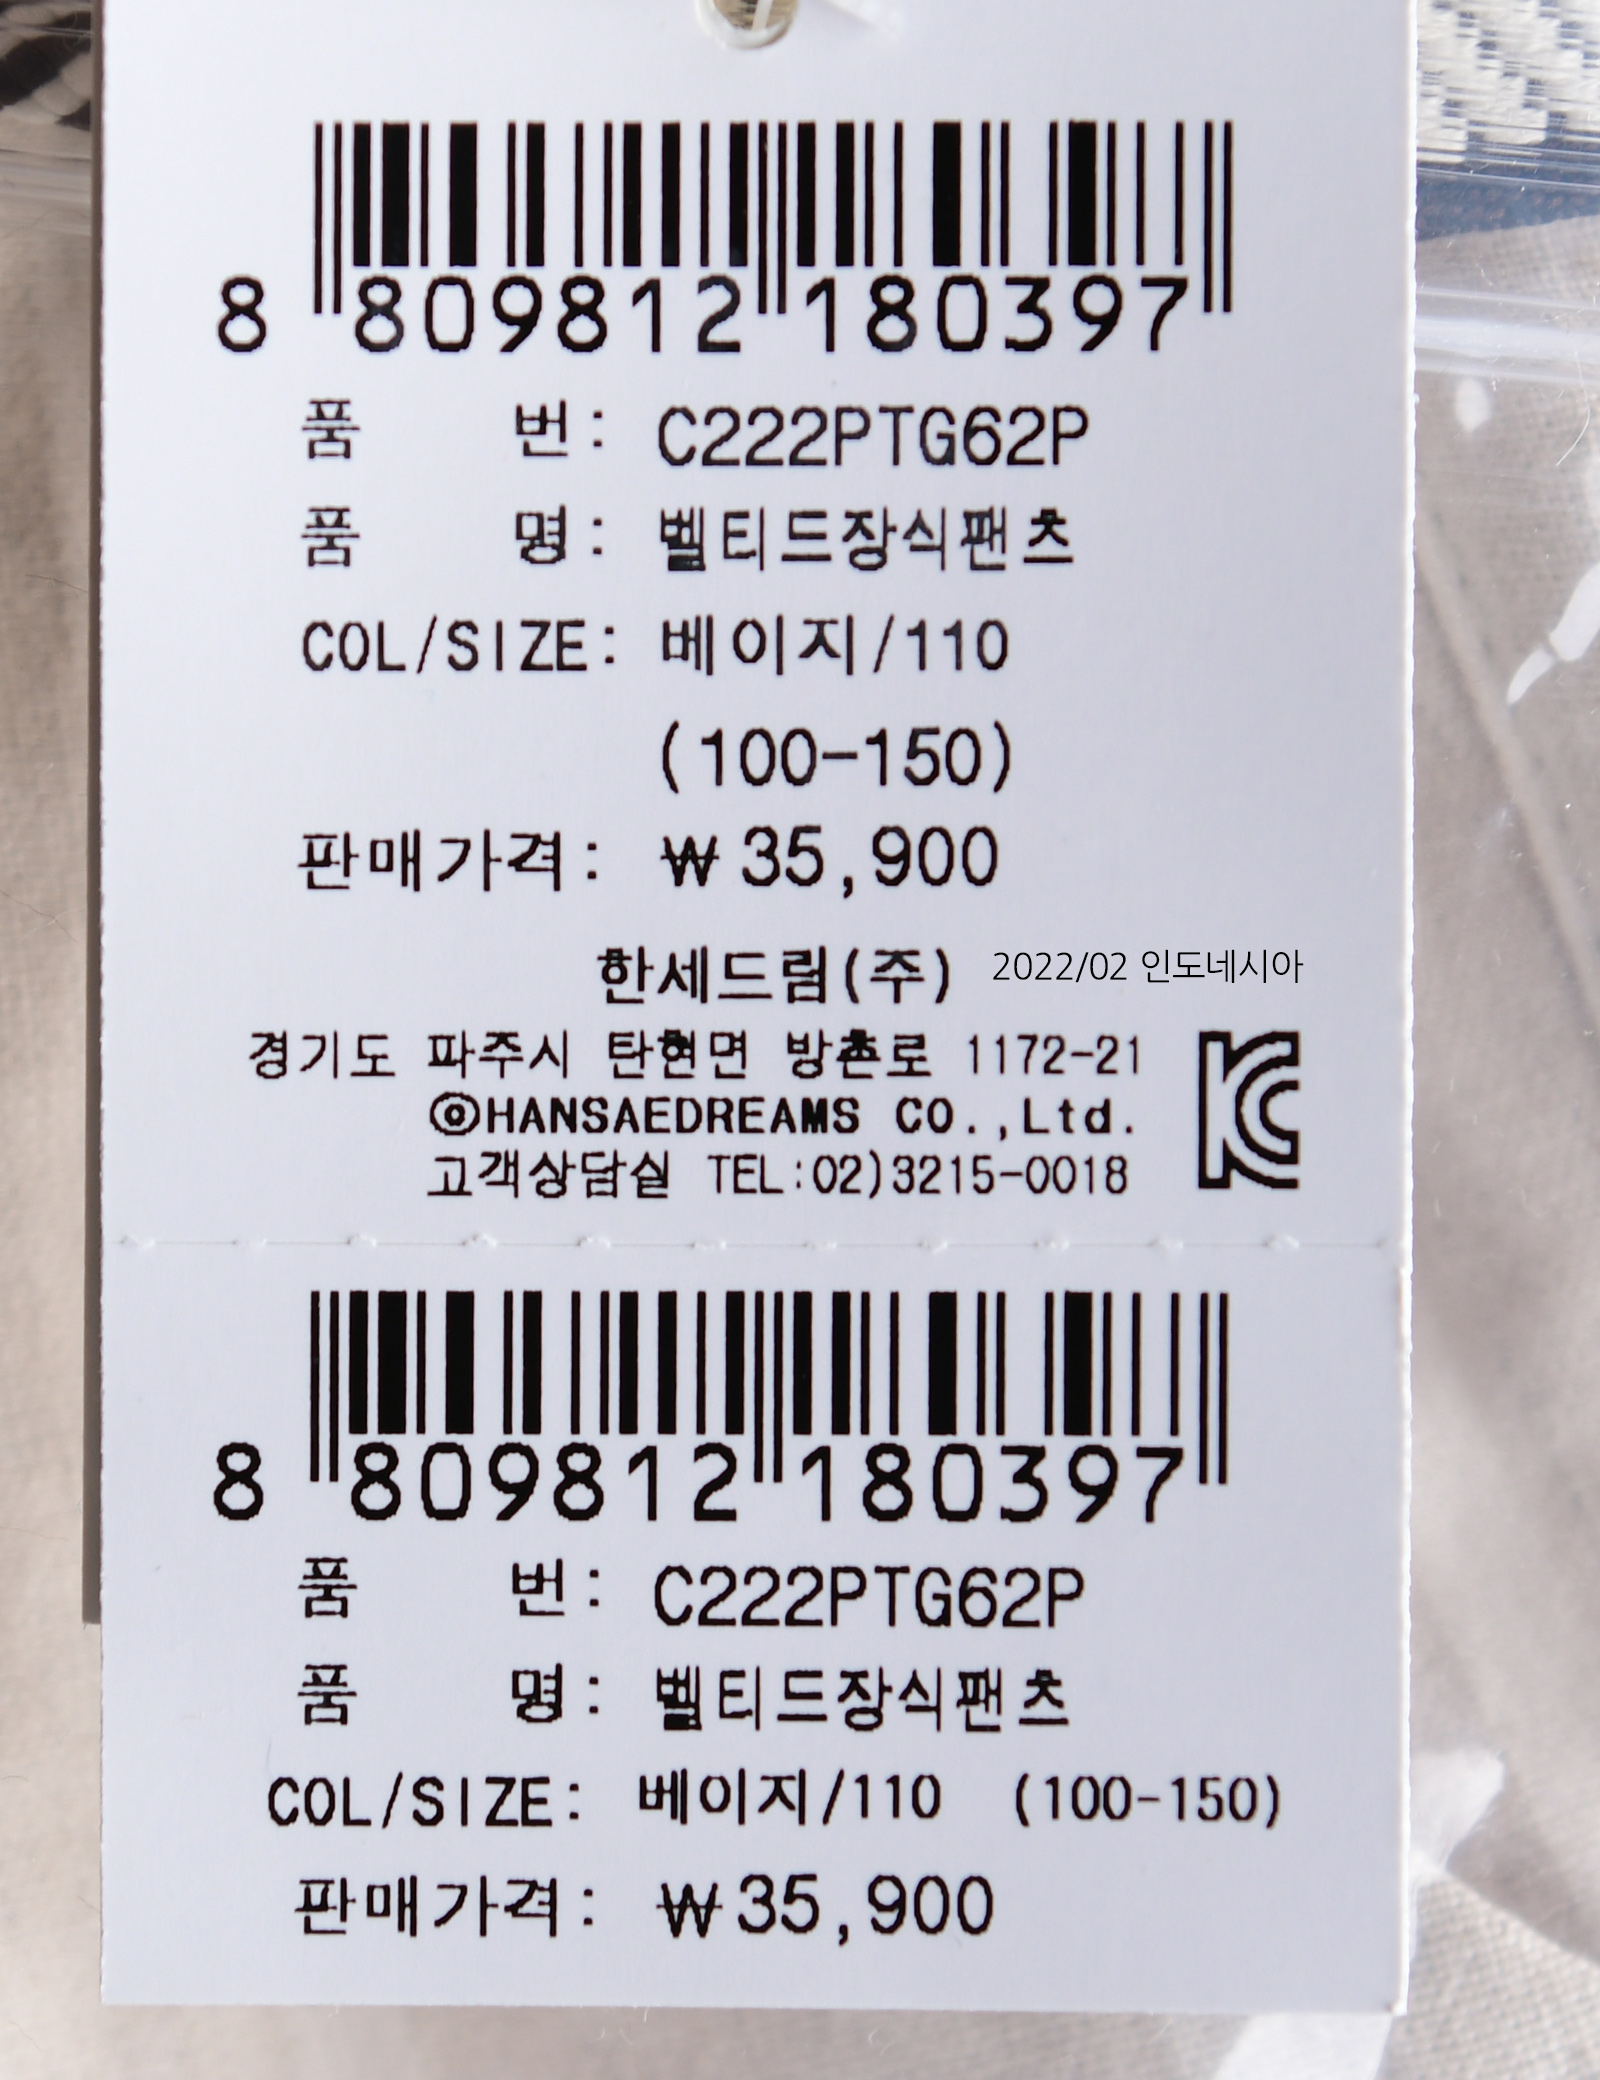 8 809812 180397
품 번: C222PTG62P
품 명: 벨티드장식팬츠
COL/SIZE: 베이지/110
(100-150)
판매가격: ₩35,900
한세드림(주) 2022/02 인도네시아
경기도 파주시 탄현면 방촌로 1172-21
©HANSAEDREAMS CO.,Ltd.
고객상담실 TEL:02)3215-0018
KC
8 809812 180397
품 번: C222PTG62P
품 명: 벨티드장식팬츠
COL/SIZE: 베이지/110 (100-150)
판매가격: ₩35,900